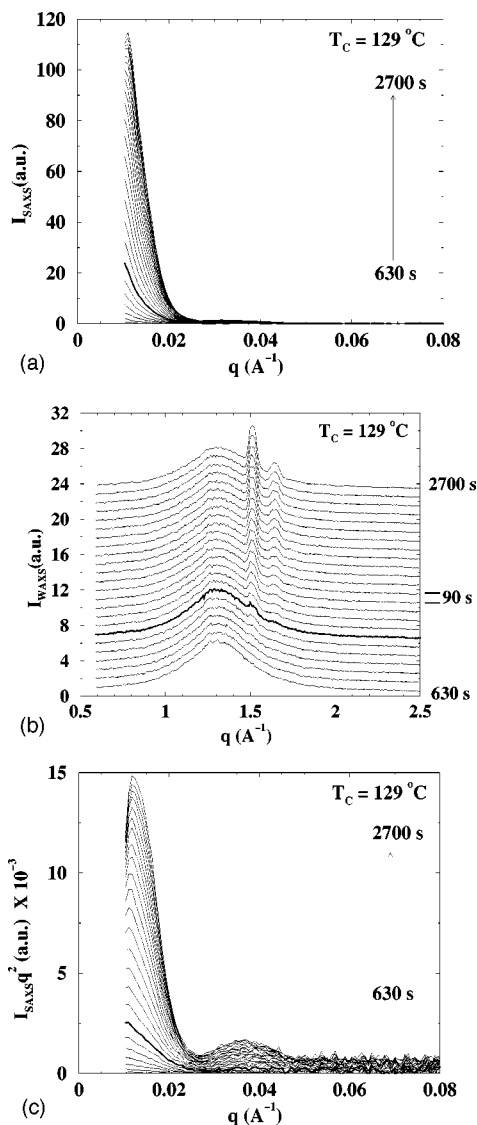 120
100
80
60
40
20
0
I_SAXS (a.u.)
T_C = 129 °C
2700 s
630 s
0 0.02 0.04 0.06 0.08
q (A⁻¹)
(a)
32
28
24
20
16
12
8
4
0
I_WAXS (a.u.)
T_C = 129 °C
2700 s
90 s
630 s
0.5 1 1.5 2 2.5
q (A⁻¹)
(b)
15
10
5
0
I_SAXS q² (a.u.) X 10⁻³
T_C = 129 °C
2700 s
630 s
0 0.02 0.04 0.06 0.08
q (A⁻¹)
(c)